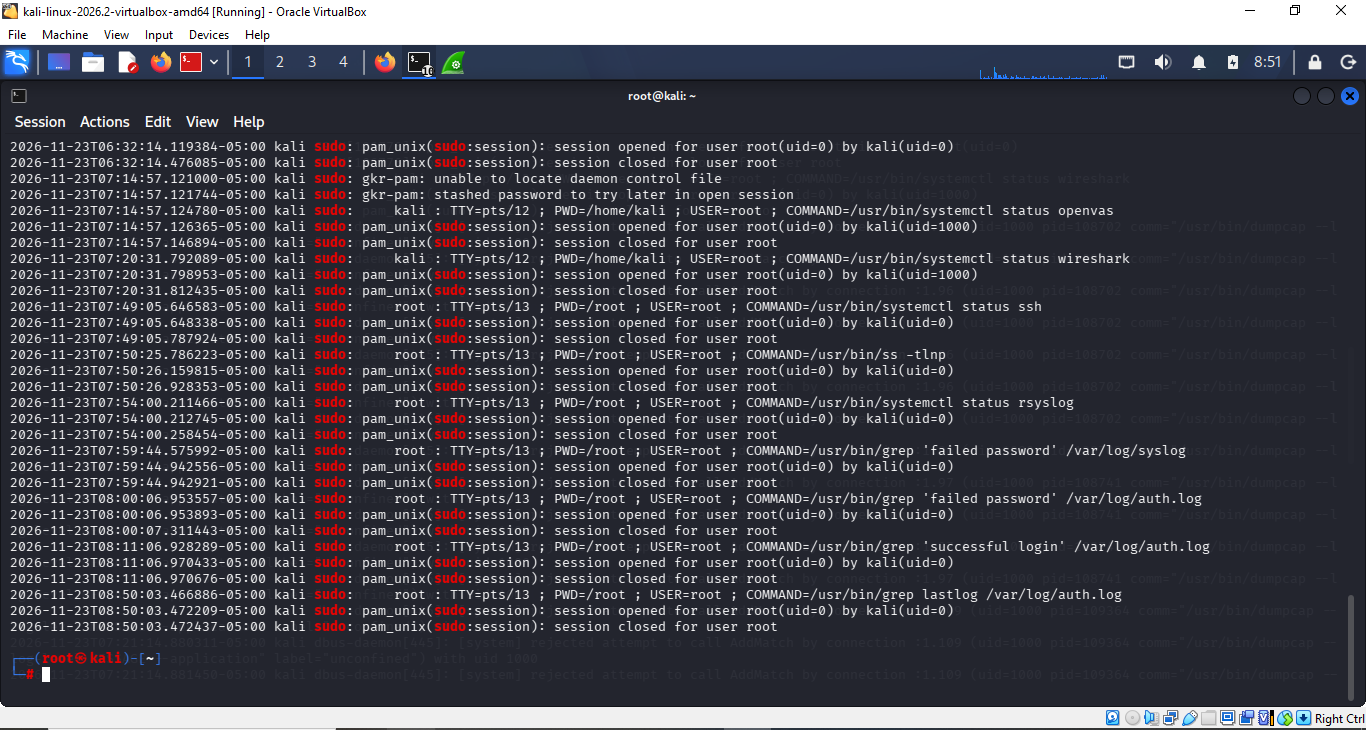 kali-linux-2026.2-virtualbox-amd64 [Running] - Oracle VirtualBox
File Machine View Input Devices Help
1 2 3 4 16 8:51
root@kali: ~
Session Actions Edit View Help
2026-11-23T06:32:14.119384-05:00 kali sudo: pam_unix(sudo:session): session opened for user root(uid=0) by kali(uid=0)
2026-11-23T06:32:14.476085-05:00 kali sudo: pam_unix(sudo:session): session closed for user root
2026-11-23T07:14:57.121000-05:00 kali sudo: gkr-pam: unable to locate daemon control file
2026-11-23T07:14:57.121744-05:00 kali sudo: gkr-pam: stashed password to try later in open session
2026-11-23T07:14:57.124780-05:00 kali sudo:     kali : TTY=pts/12 ; PWD=/home/kali ; USER=root ; COMMAND=/usr/bin/systemctl status openvas
2026-11-23T07:14:57.126365-05:00 kali sudo: pam_unix(sudo:session): session opened for user root(uid=0) by kali(uid=1000)
2026-11-23T07:14:57.146894-05:00 kali sudo: pam_unix(sudo:session): session closed for user root
2026-11-23T07:20:31.792089-05:00 kali sudo:     kali : TTY=pts/12 ; PWD=/home/kali ; USER=root ; COMMAND=/usr/bin/systemctl status wireshark
2026-11-23T07:20:31.798953-05:00 kali sudo: pam_unix(sudo:session): session opened for user root(uid=0) by kali(uid=1000)
2026-11-23T07:20:31.812435-05:00 kali sudo: pam_unix(sudo:session): session closed for user root
2026-11-23T07:49:05.646583-05:00 kali sudo:     root : TTY=pts/13 ; PWD=/root ; USER=root ; COMMAND=/usr/bin/systemctl status ssh
2026-11-23T07:49:05.648338-05:00 kali sudo: pam_unix(sudo:session): session opened for user root(uid=0) by kali(uid=0)
2026-11-23T07:49:05.787924-05:00 kali sudo: pam_unix(sudo:session): session closed for user root
2026-11-23T07:50:25.786223-05:00 kali sudo:     root : TTY=pts/13 ; PWD=/root ; USER=root ; COMMAND=/usr/bin/ss -tlnp
2026-11-23T07:50:26.159815-05:00 kali sudo: pam_unix(sudo:session): session opened for user root(uid=0) by kali(uid=0)
2026-11-23T07:50:26.928353-05:00 kali sudo: pam_unix(sudo:session): session closed for user root
2026-11-23T07:54:00.211466-05:00 kali sudo:     root : TTY=pts/13 ; PWD=/root ; USER=root ; COMMAND=/usr/bin/systemctl status rsyslog
2026-11-23T07:54:00.212745-05:00 kali sudo: pam_unix(sudo:session): session opened for user root(uid=0) by kali(uid=0)
2026-11-23T07:54:00.258454-05:00 kali sudo: pam_unix(sudo:session): session closed for user root
2026-11-23T07:59:44.575992-05:00 kali sudo:     root : TTY=pts/13 ; PWD=/root ; USER=root ; COMMAND=/usr/bin/grep 'failed password' /var/log/syslog
2026-11-23T07:59:44.942556-05:00 kali sudo: pam_unix(sudo:session): session opened for user root(uid=0) by kali(uid=0)
2026-11-23T07:59:44.942921-05:00 kali sudo: pam_unix(sudo:session): session closed for user root
2026-11-23T08:00:06.953557-05:00 kali sudo:     root : TTY=pts/13 ; PWD=/root ; USER=root ; COMMAND=/usr/bin/grep 'failed password' /var/log/auth.log
2026-11-23T08:00:06.953893-05:00 kali sudo: pam_unix(sudo:session): session opened for user root(uid=0) by kali(uid=0)
2026-11-23T08:00:07.311443-05:00 kali sudo: pam_unix(sudo:session): session closed for user root
2026-11-23T08:11:06.928289-05:00 kali sudo:     root : TTY=pts/13 ; PWD=/root ; USER=root ; COMMAND=/usr/bin/grep 'successful login' /var/log/auth.log
2026-11-23T08:11:06.970433-05:00 kali sudo: pam_unix(sudo:session): session opened for user root(uid=0) by kali(uid=0)
2026-11-23T08:11:06.970676-05:00 kali sudo: pam_unix(sudo:session): session closed for user root
2026-11-23T08:50:03.466886-05:00 kali sudo:     root : TTY=pts/13 ; PWD=/root ; USER=root ; COMMAND=/usr/bin/grep lastlog /var/log/auth.log
2026-11-23T08:50:03.472209-05:00 kali sudo: pam_unix(sudo:session): session opened for user root(uid=0) by kali(uid=0)
2026-11-23T08:50:03.472437-05:00 kali sudo: pam_unix(sudo:session): session closed for user root
┌──(root㉿kali)-[~]
└─#
Right Ctrl